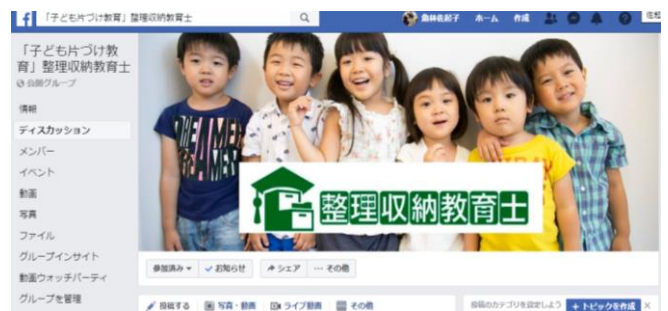 「子ども片づけ教育」整理収納教育士
ホーム
作成
「子ども片づけ教
育」整理収納教育士
公開グループ
情報
ディスカッション
メンバー
イベント
動画
写真
ファイル
グループインサイト
動画ウォッチパーティ
グループを管理
DREAMER
整理収納教育士
参加済み
お知らせ
シェア
··· その他
投稿する
写真・動画
ライブ動画
その他
投稿のカテゴリを設定しよう
+ トピックを作成